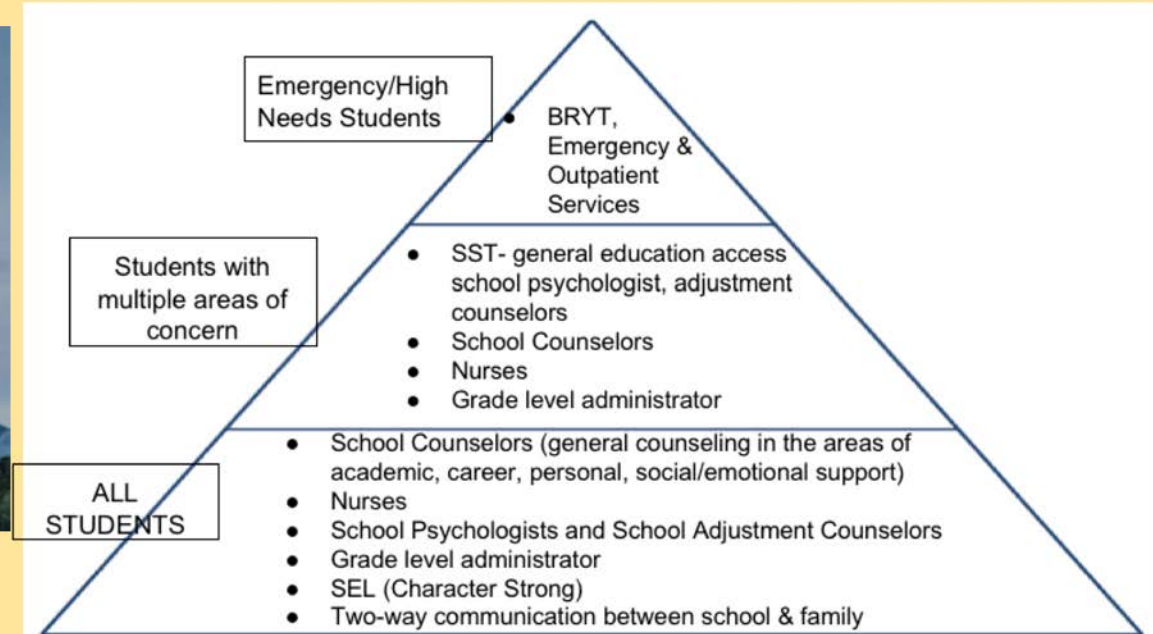 Emergency/High
Needs Students
● BRYT,
Emergency &
Outpatient
Services
Students with
multiple areas of
concern
● SST- general education access
school psychologist, adjustment
counselors
● School Counselors
● Nurses
● Grade level administrator
ALL
STUDENTS
● School Counselors (general counseling in the areas of
academic, career, personal, social/emotional support)
● Nurses
● School Psychologists and School Adjustment Counselors
● Grade level administrator
● SEL (Character Strong)
● Two-way communication between school & family